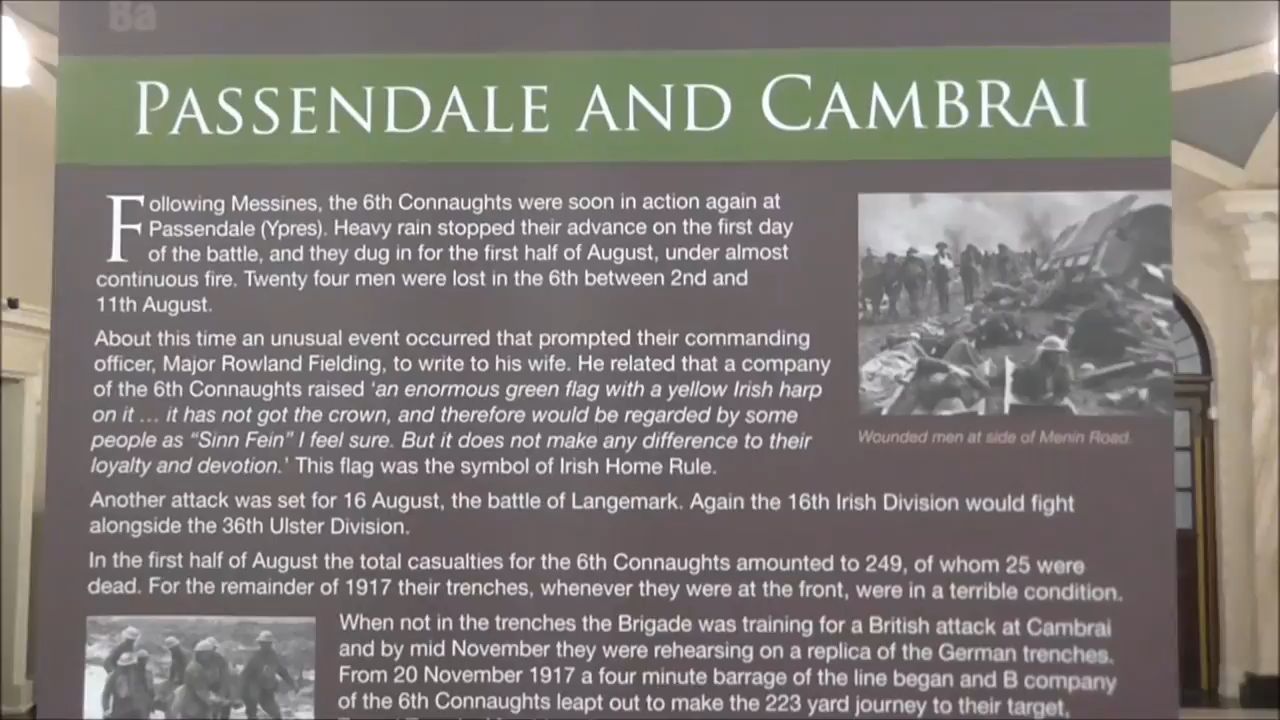 8a
PASSENDALE AND CAMBRAI
Following Messines, the 6th Connaughts were soon in action again at
Passendale (Ypres). Heavy rain stopped their advance on the first day
of the battle, and they dug in for the first half of August, under almost
continuous fire. Twenty four men were lost in the 6th between 2nd and
11th August.
About this time an unusual event occurred that prompted their commanding
officer, Major Rowland Fielding, to write to his wife. He related that a company
of the 6th Connaughts raised ‘an enormous green flag with a yellow Irish harp
on it ... it has not got the crown, and therefore would be regarded by some
people as “Sinn Fein” I feel sure. But it does not make any difference to their
loyalty and devotion.’ This flag was the symbol of Irish Home Rule.
Wounded men at side of Menin Road.
Another attack was set for 16 August, the battle of Langemark. Again the 16th Irish Division would fight
alongside the 36th Ulster Division.
In the first half of August the total casualties for the 6th Connaughts amounted to 249, of whom 25 were
dead. For the remainder of 1917 their trenches, whenever they were at the front, were in a terrible condition.
When not in the trenches the Brigade was training for a British attack at Cambrai
and by mid November they were rehearsing on a replica of the German trenches.
From 20 November 1917 a four minute barrage of the line began and B company
of the 6th Connaughts leapt out to make the 223 yard journey to their target,